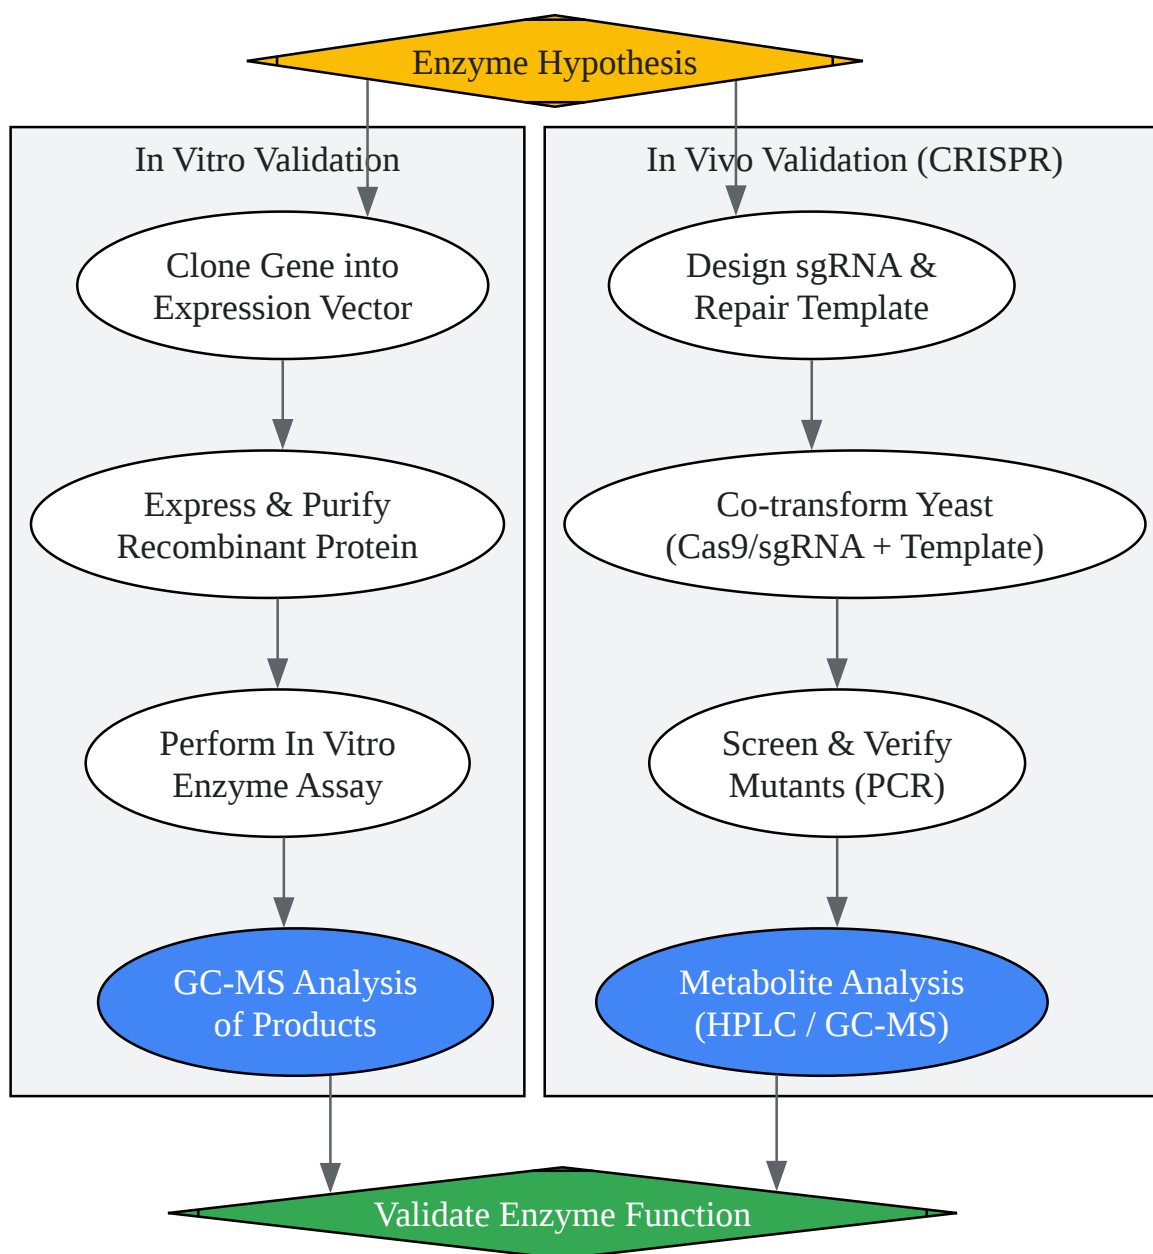 Enzyme Hypothesis
In Vitro Validation
Clone Gene into
Expression Vector
Express & Purify
Recombinant Protein
Perform In Vitro
Enzyme Assay
GC-MS Analysis
of Products
In Vivo Validation (CRISPR)
Design sgRNA &
Repair Template
Co-transform Yeast
(Cas9/sgRNA + Template)
Screen & Verify
Mutants (PCR)
Metabolite Analysis
(HPLC / GC-MS)
Validate Enzyme Function